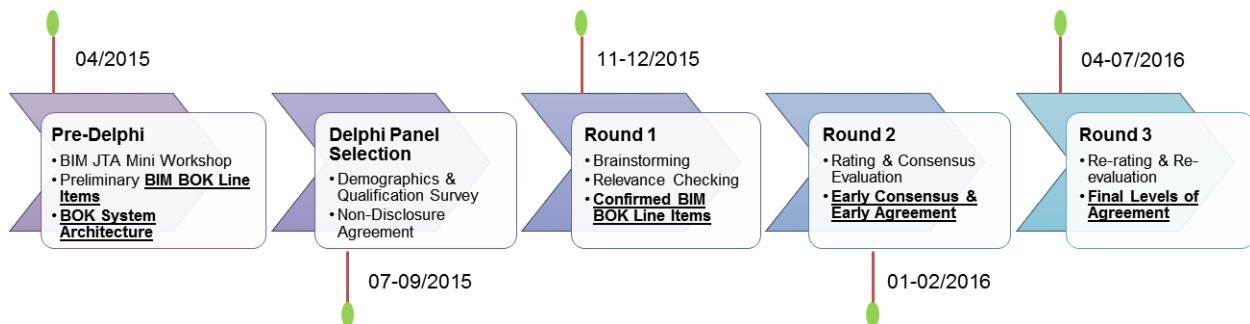 04/2015
Pre-Delphi
• BIM JTA Mini Workshop
• Preliminary BIM BOK Line
Items
• BOK System
Architecture
Delphi Panel
Selection
• Demographics &
Qualification Survey
• Non-Disclosure
Agreement
07-09/2015
11-12/2015
Round 1
• Brainstorming
• Relevance Checking
• Confirmed BIM
BOK Line Items
Round 2
• Rating & Consensus
Evaluation
• Early Consensus &
Early Agreement
01-02/2016
04-07/2016
Round 3
• Re-rating & Re-
evaluation
• Final Levels of
Agreement